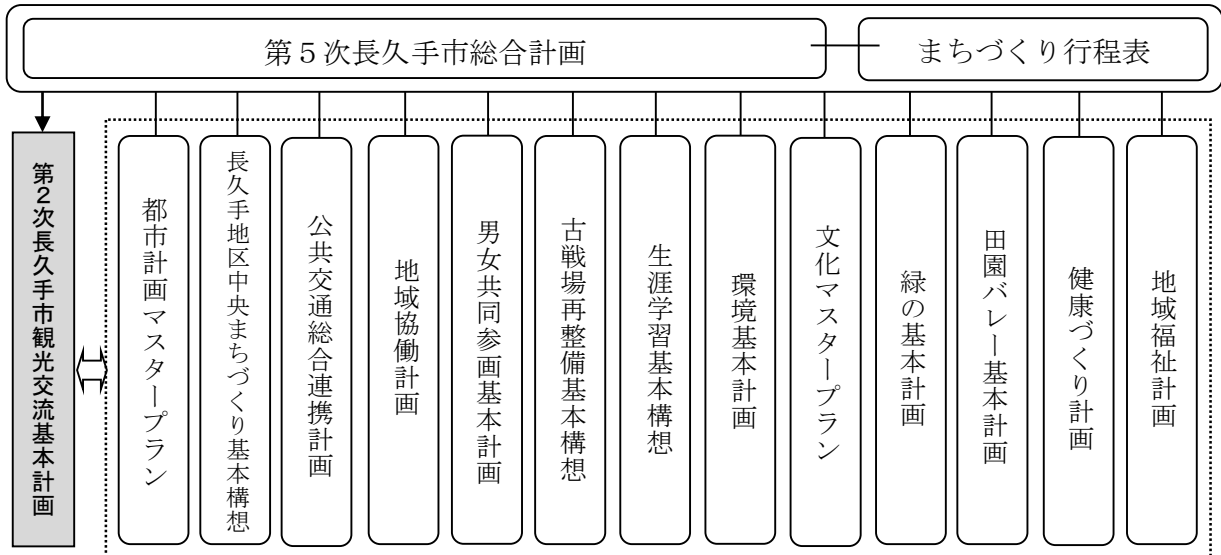 第５次長久手市総合計画
まちづくり行程表
第２次長久手市観光交流基本計画
都市計画マスタープラン
長久手地区中央まちづくり基本構想
公共交通総合連携計画
地域協働計画
男女共同参画基本計画
古戦場再整備基本構想
生涯学習基本構想
環境基本計画
文化マスタープラン
緑の基本計画
田園バレー基本計画
健康づくり計画
地域福祉計画